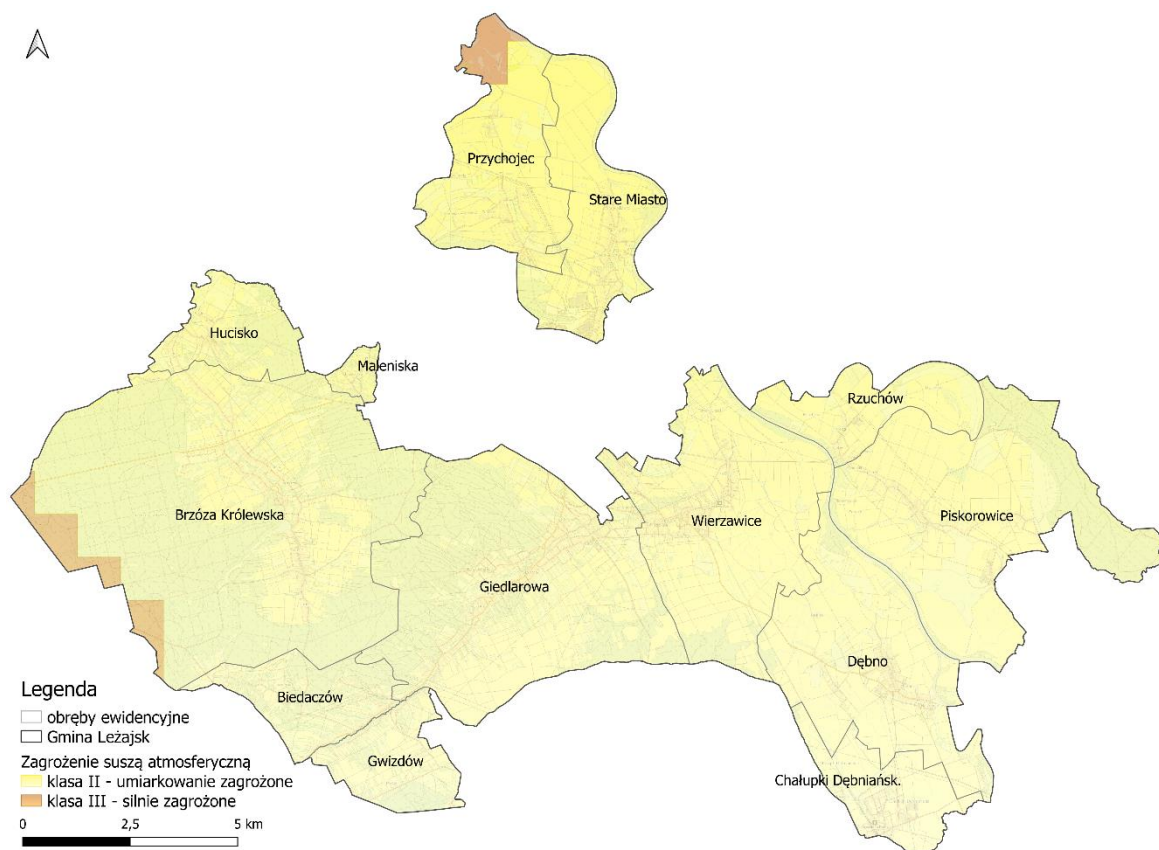 Przychojec
Stare Miasto
Hucisko
Maleniska
Rzuchów
Brzóza Królewska
Wierzawice
Piskorowice
Giedlarowa
Dębno
Biedaczów
Gwizdów
Chałupki Dębniańsk.
Legenda
obręby ewidencyjne
Gmina Leżajsk
Zagrożenie suszą atmosferyczną
klasa II - umiarkowanie zagrożone
klasa III - silnie zagrożone
0 2,5 5 km